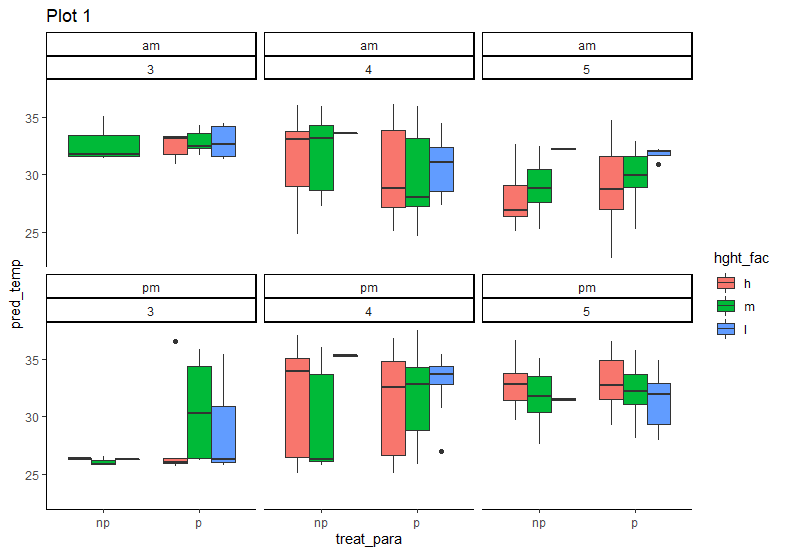 Plot 1
am am am
3 4 5
35
30
25
pred_temp
pm pm pm
3 4 5
35
30
25
np p np p np p
treat_para
hght_fac
h
m
l